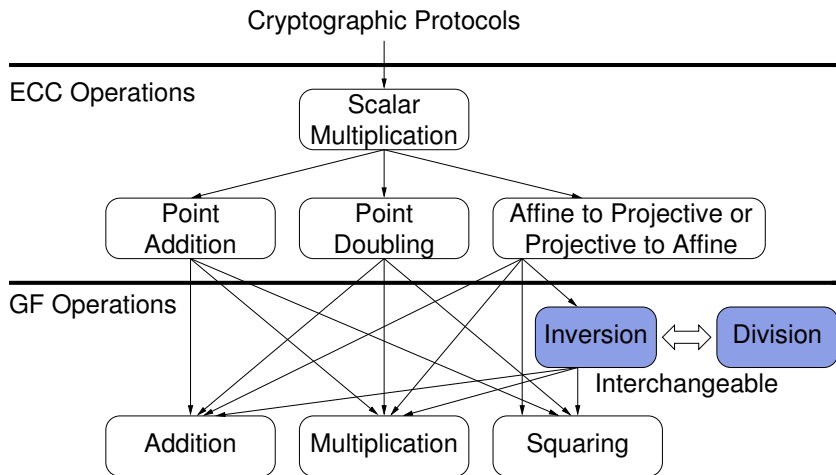 Cryptographic Protocols
ECC Operations
Scalar
Multiplication
Point
Addition
Point
Doubling
Affine to Projective or
Projective to Affine
GF Operations
Inversion
Division
Interchangeable
Addition
Multiplication
Squaring